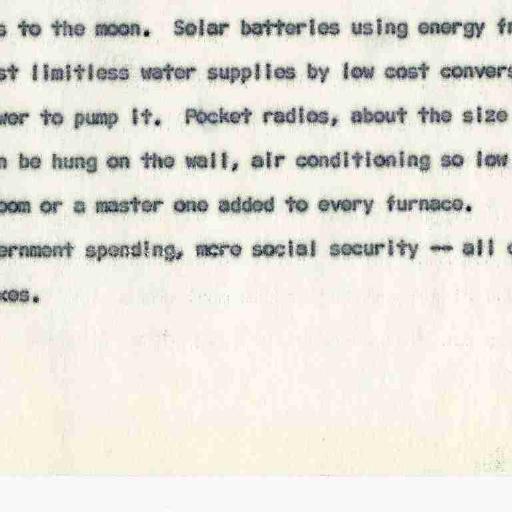 s to the moon. Solar batteries using energy fr
st limitless water supplies by low cost convers
wer to pump it. Pocket radios, about the size
n be hung on the wall, air conditioning so low
oom or a master one added to every furnace.
ernment spending, more social security -- all
xes.